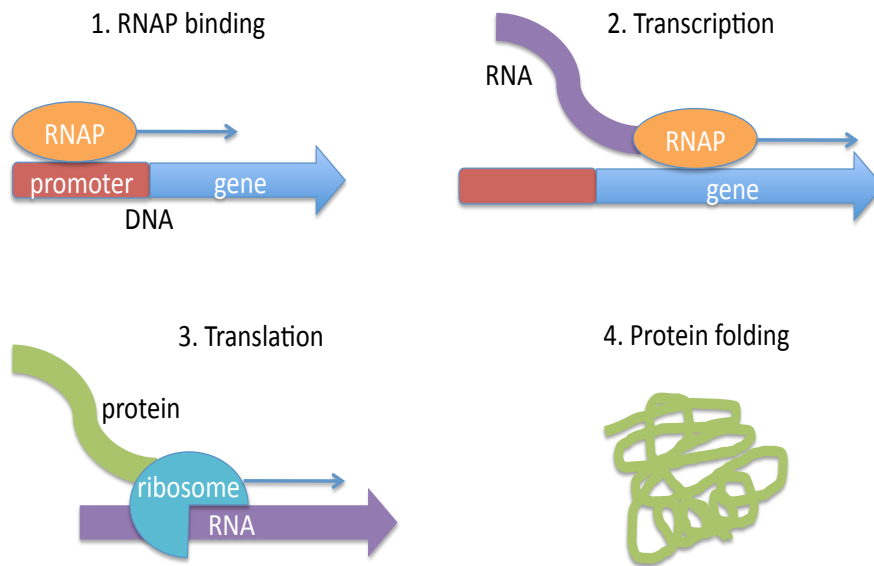 1. RNAP binding
RNAP
promoter
gene
DNA
2. Transcription
RNA
RNAP
gene
3. Translation
protein
ribosome
RNA
4. Protein folding